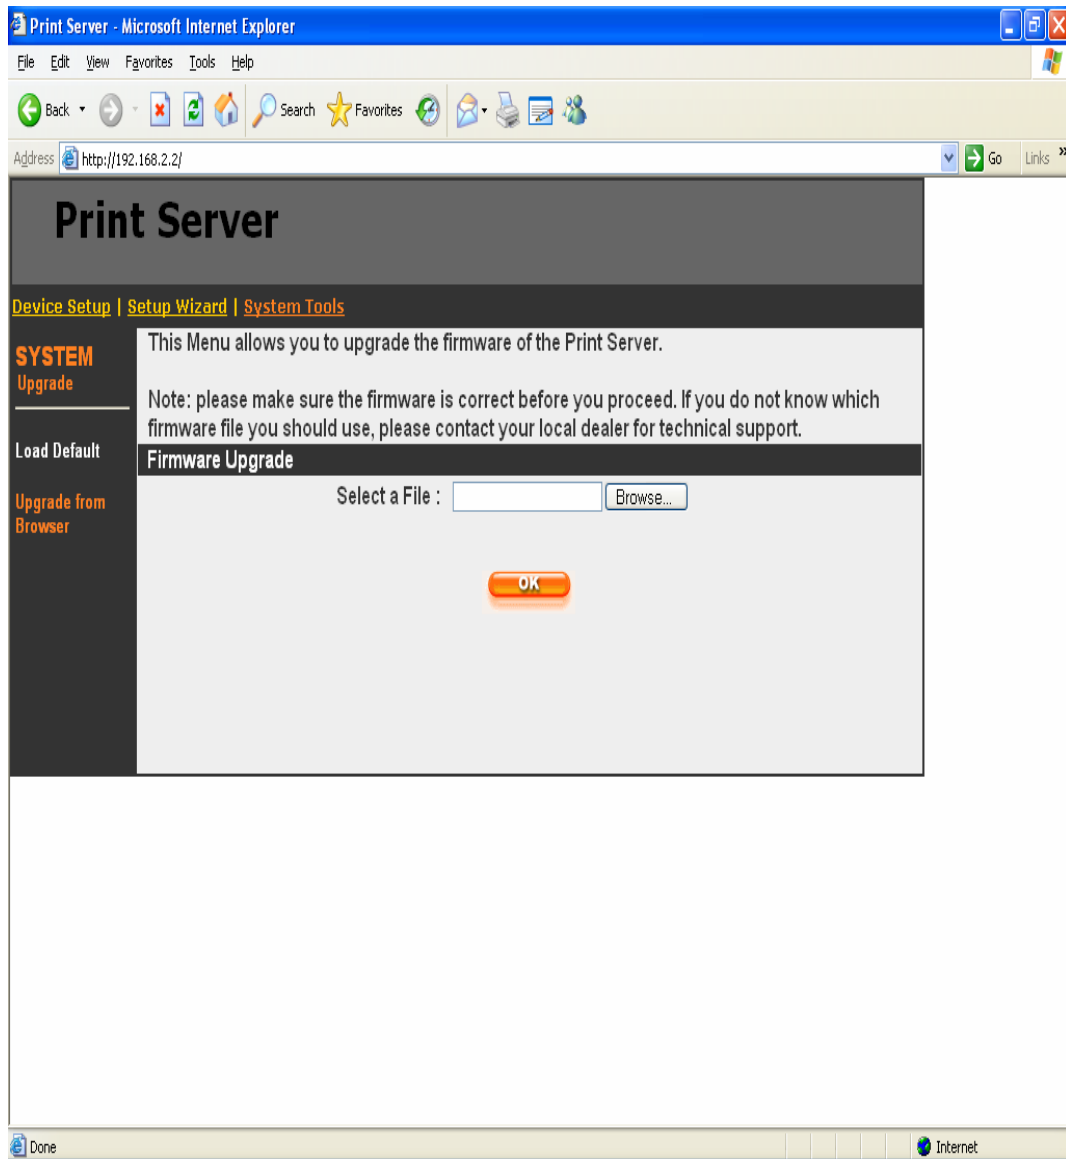 Print Server - Microsoft Internet Explorer
File Edit View Favorites Tools Help
Back Search Favorites
Address http://192.168.2.2/ Go Links »
Print Server
Device Setup | Setup Wizard | System Tools
SYSTEM
Upgrade
Load Default
Upgrade from
Browser
This Menu allows you to upgrade the firmware of the Print Server.
Note: please make sure the firmware is correct before you proceed. If you do not know which
firmware file you should use, please contact your local dealer for technical support.
Firmware Upgrade
Select a File : Browse...
OK
Done Internet